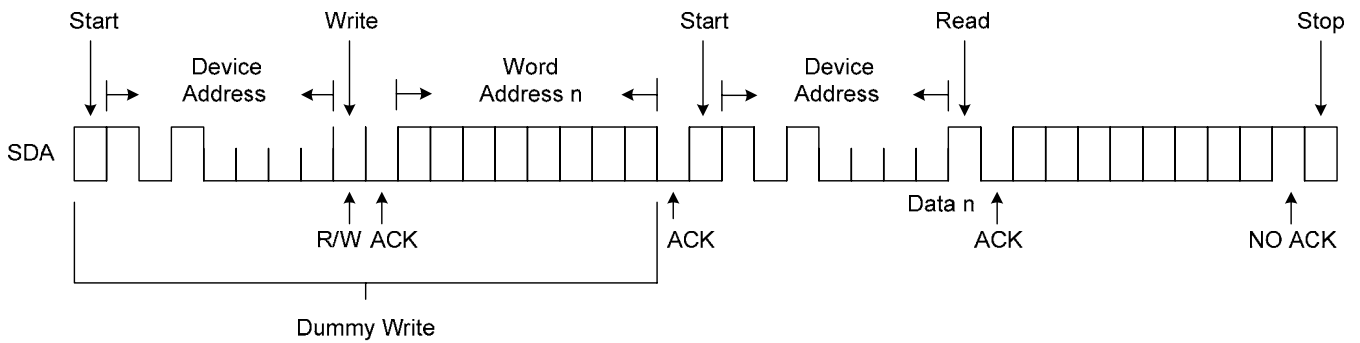 Start Write Start Read Stop
Device Address
Word Address n
Device Address
SDA
Data n
R/W ACK ACK ACK NO ACK
Dummy Write